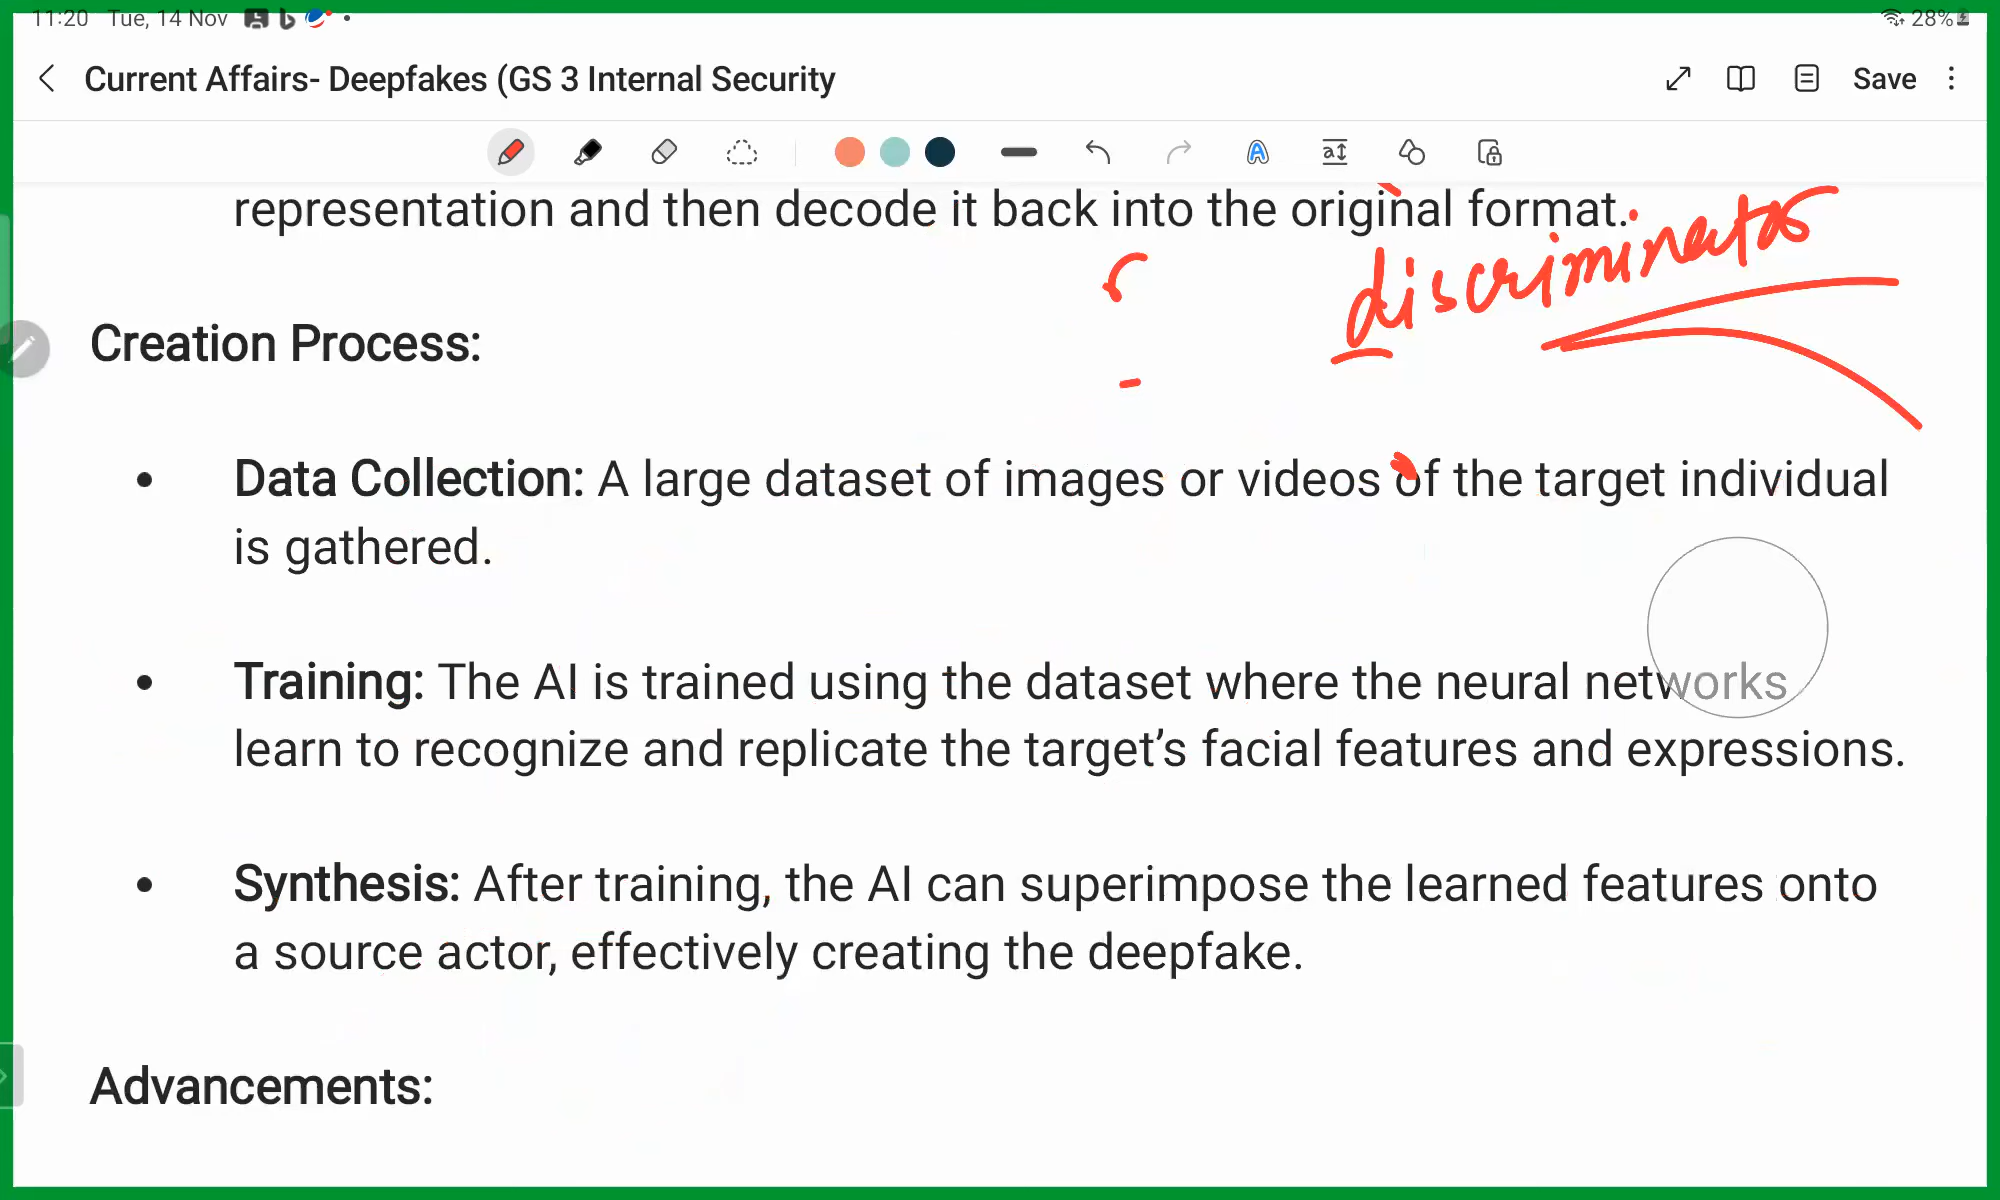 11:20 Tue, 14 Nov
28%
Current Affairs- Deepfakes (GS 3 Internal Security
Save
representation and then decode it back into the original format.
discriminator
Creation Process:
• Data Collection: A large dataset of images or videos of the target individual
is gathered.
• Training: The AI is trained using the dataset where the neural networks
learn to recognize and replicate the target’s facial features and expressions.
• Synthesis: After training, the AI can superimpose the learned features onto
a source actor, effectively creating the deepfake.
Advancements: